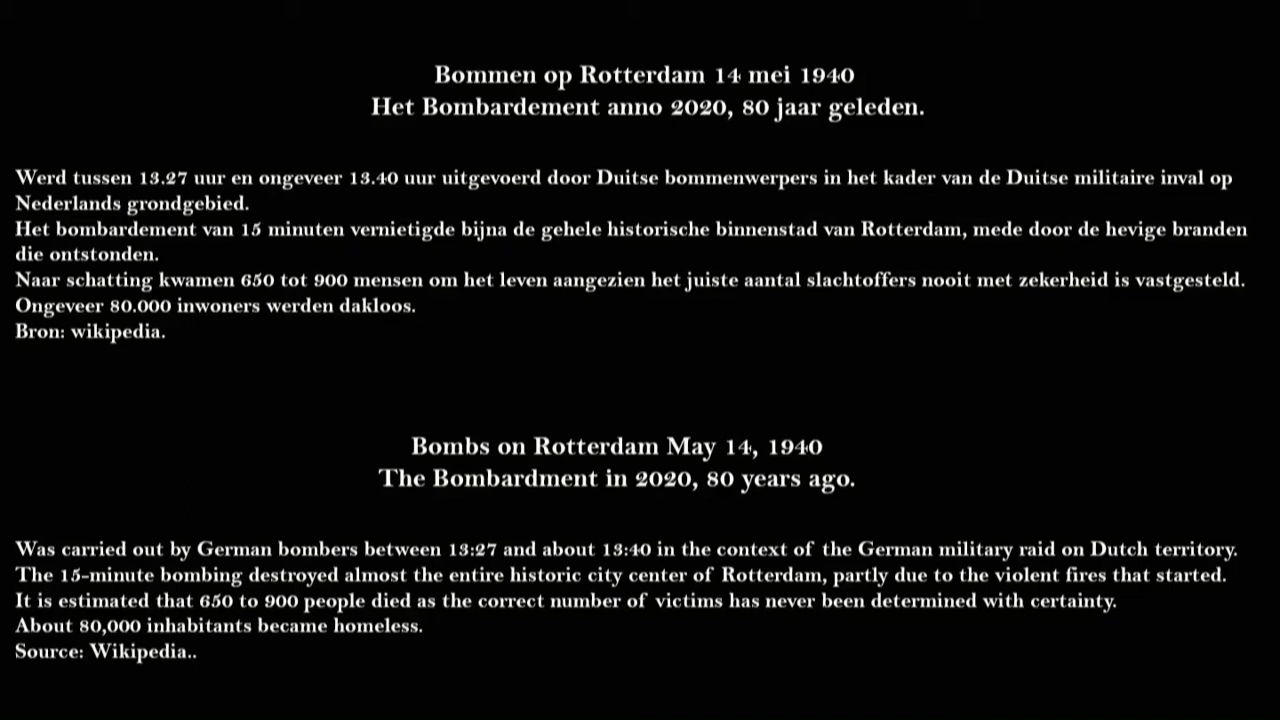 Bommen op Rotterdam 14 mei 1940
Het Bombardement anno 2020, 80 jaar geleden.
Werd tussen 13.27 uur en ongeveer 13.40 uur uitgevoerd door Duitse bommenwerpers in het kader van de Duitse militaire inval op
Nederlands grondgebied.
Het bombardement van 15 minuten vernietigde bijna de gehele historische binnenstad van Rotterdam, mede door de hevige branden
die ontstonden.
Naar schatting kwamen 650 tot 900 mensen om het leven aangezien het juiste aantal slachtoffers nooit met zekerheid is vastgesteld.
Ongeveer 80.000 inwoners werden dakloos.
Bron: wikipedia.
Bombs on Rotterdam May 14, 1940
The Bombardment in 2020, 80 years ago.
Was carried out by German bombers between 13:27 and about 13:40 in the context of the German military raid on Dutch territory.
The 15-minute bombing destroyed almost the entire historic city center of Rotterdam, partly due to the violent fires that started.
It is estimated that 650 to 900 people died as the correct number of victims has never been determined with certainty.
About 80,000 inhabitants became homeless.
Source: Wikipedia..